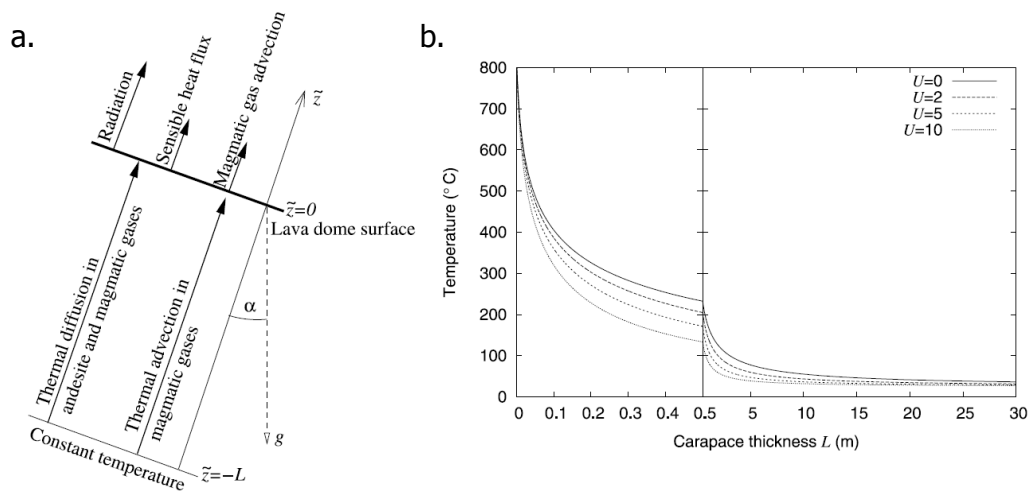 a.
Radiation
Sensible heat flux
Magmatic gas advection
z̃
z̃=0
Lava dome surface
Thermal diffusion in
andesite and magmatic gases
Thermal advection in
magmatic gases
α
g
Constant temperature
z̃=−L
b.
800
700
600
500
400
300
200
100
0
Temperature (° C)
U=0
U=2
U=5
U=10
0 0.1 0.2 0.3 0.4 0.5 5 10 15 20 25 30
Carapace thickness L (m)